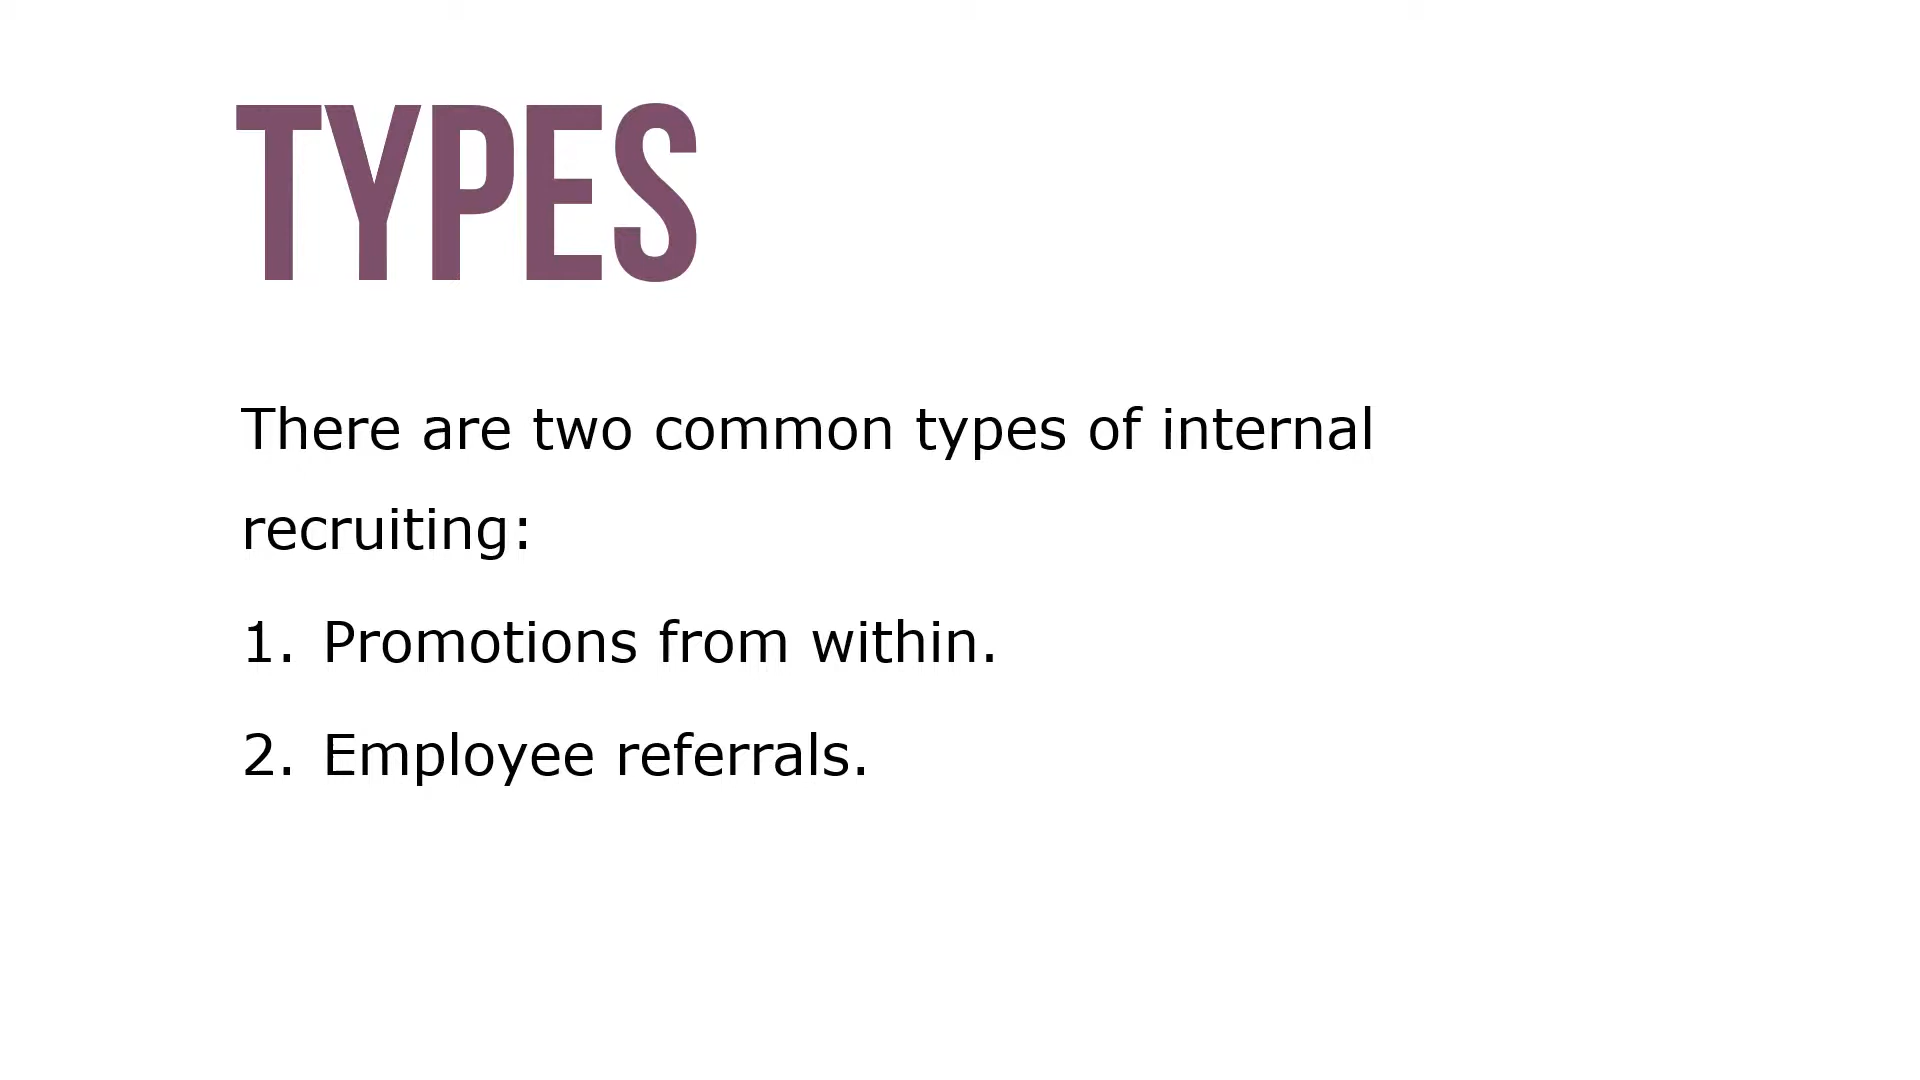 TYPES
There are two common types of internal
recruiting:
1. Promotions from within.
2. Employee referrals.